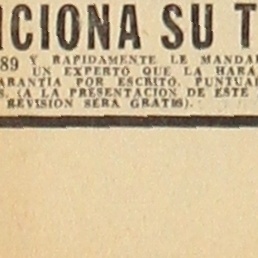 NCIONA SU T
89 Y RAPIDAMENTE LE MANDA
UN EXPERTO QUE LA HARA
ARANTIA POR ESCRITO. PUNTUAL
S. (A LA PRESENTACION DE ESTE
REVISION SERA GRATIS).